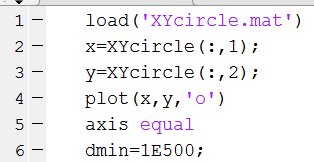 1 – load('XYcircle.mat')
2 – x=XYcircle(:,1);
3 – y=XYcircle(:,2);
4 – plot(x,y,'o')
5 – axis equal
6 – dmin=1E500;